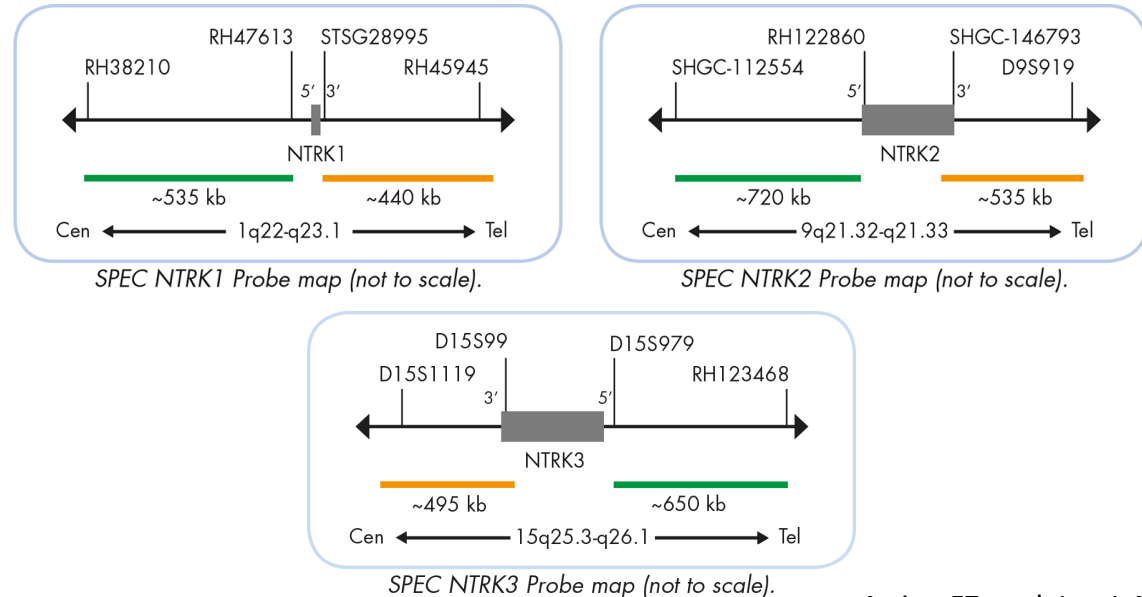 RH47613 STSG28995
RH38210 RH45945
5’ 3’
NTRK1
~535 kb ~440 kb
Cen 1q22-q23.1 Tel
SPEC NTRK1 Probe map (not to scale).
RH122860 SHGC-146793
SHGC-112554 D9S919
5’ 3’
NTRK2
~720 kb ~535 kb
Cen 9q21.32-q21.33 Tel
SPEC NTRK2 Probe map (not to scale).
D15S99 D15S979
D15S1119 RH123468
3’ 5’
NTRK3
~495 kb ~650 kb
Cen 15q25.3-q26.1 Tel
SPEC NTRK3 Probe map (not to scale).